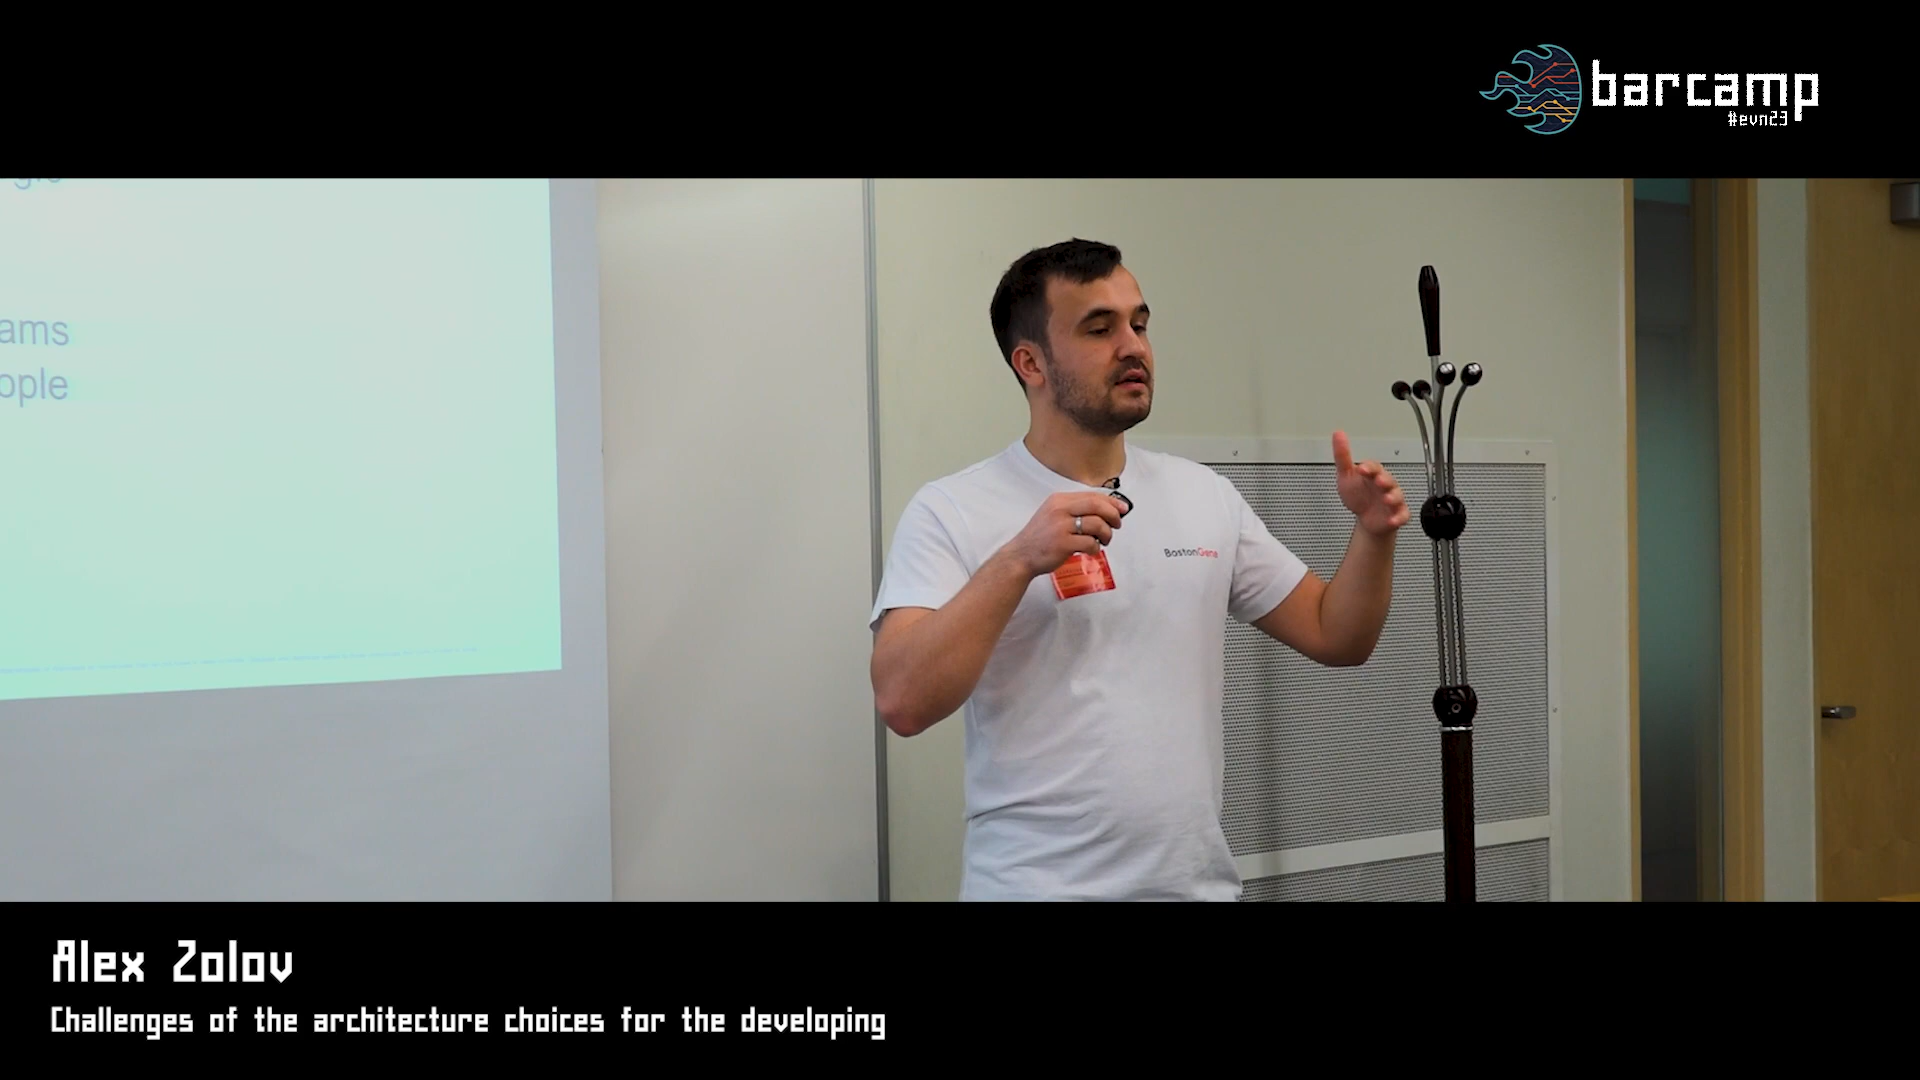 barcamp
#evn23
ams
ople
BostonGene
Alex Zolov
Challenges of the architecture choices for the developing